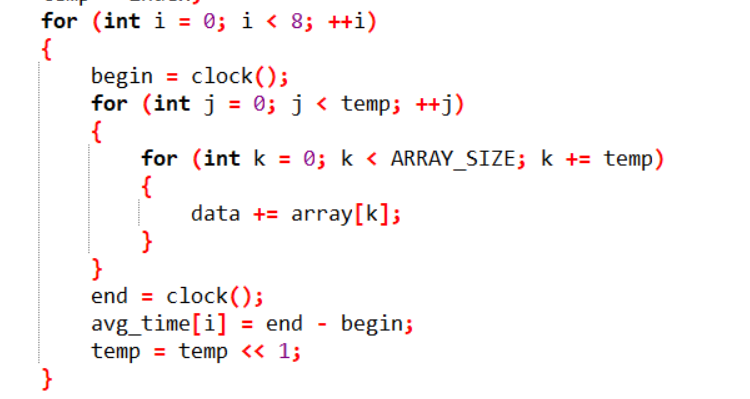 for (int i = 0; i < 8; ++i)
{
    begin = clock();
    for (int j = 0; j < temp; ++j)
    {
        for (int k = 0; k < ARRAY_SIZE; k += temp)
        {
            data += array[k];
        }
    }
    end = clock();
    avg_time[i] = end - begin;
    temp = temp << 1;
}